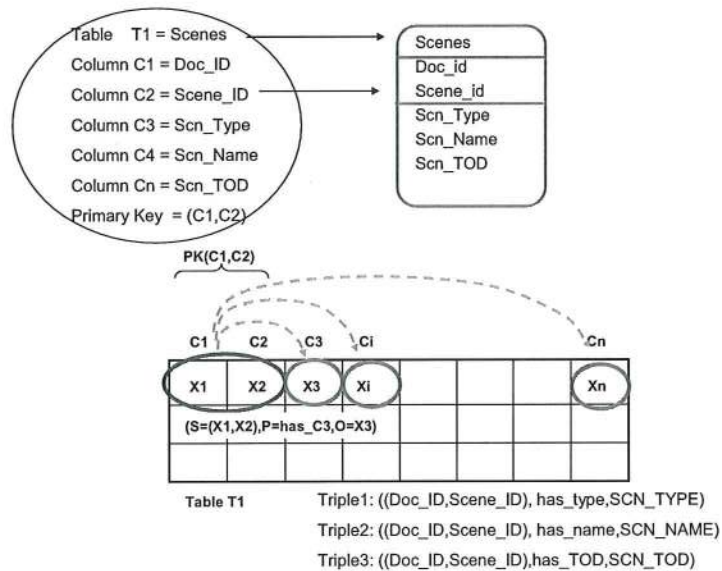 Table T1 = Scenes
Column C1 = Doc_ID
Column C2 = Scene_ID
Column C3 = Scn_Type
Column C4 = Scn_Name
Column Cn = Scn_TOD
Primary Key = (C1,C2)
Scenes
Doc_id
Scene_id
Scn_Type
Scn_Name
Scn_TOD
PK(C1,C2)
C1 C2 C3 Ci Cn
X1 X2 X3 Xi Xn
(S=(X1,X2),P=has_C3,O=X3)
Table T1
Triple1: ((Doc_ID,Scene_ID), has_type,SCN_TYPE)
Triple2: ((Doc_ID,Scene_ID), has_name,SCN_NAME)
Triple3: ((Doc_ID,Scene_ID),has_TOD,SCN_TOD)